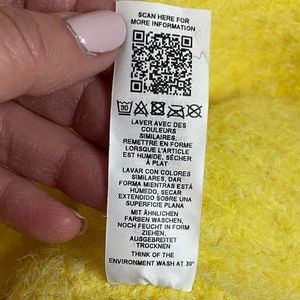 SCAN HERE FOR
MORE INFORMATION
30
LAVER AVEC DES
COULEURS
SIMILAIRES,
REMETTRE EN FORME
LORSQUE L'ARTICLE
EST HUMIDE, SÉCHER
À PLAT
LAVAR CON COLORES
SIMILARES, DAR
FORMA MIENTRAS ESTÁ
HÚMEDO, SECAR
EXTENDIDO SOBRE UNA
SUPERFICIE PLANA
MIT ÄHNLICHEN
FARBEN WASCHEN,
NOCH FEUCHT IN FORM
ZIEHEN,
AUSGEBREITET
TROCKNEN
THINK OF THE
ENVIRONMENT WASH AT 30°